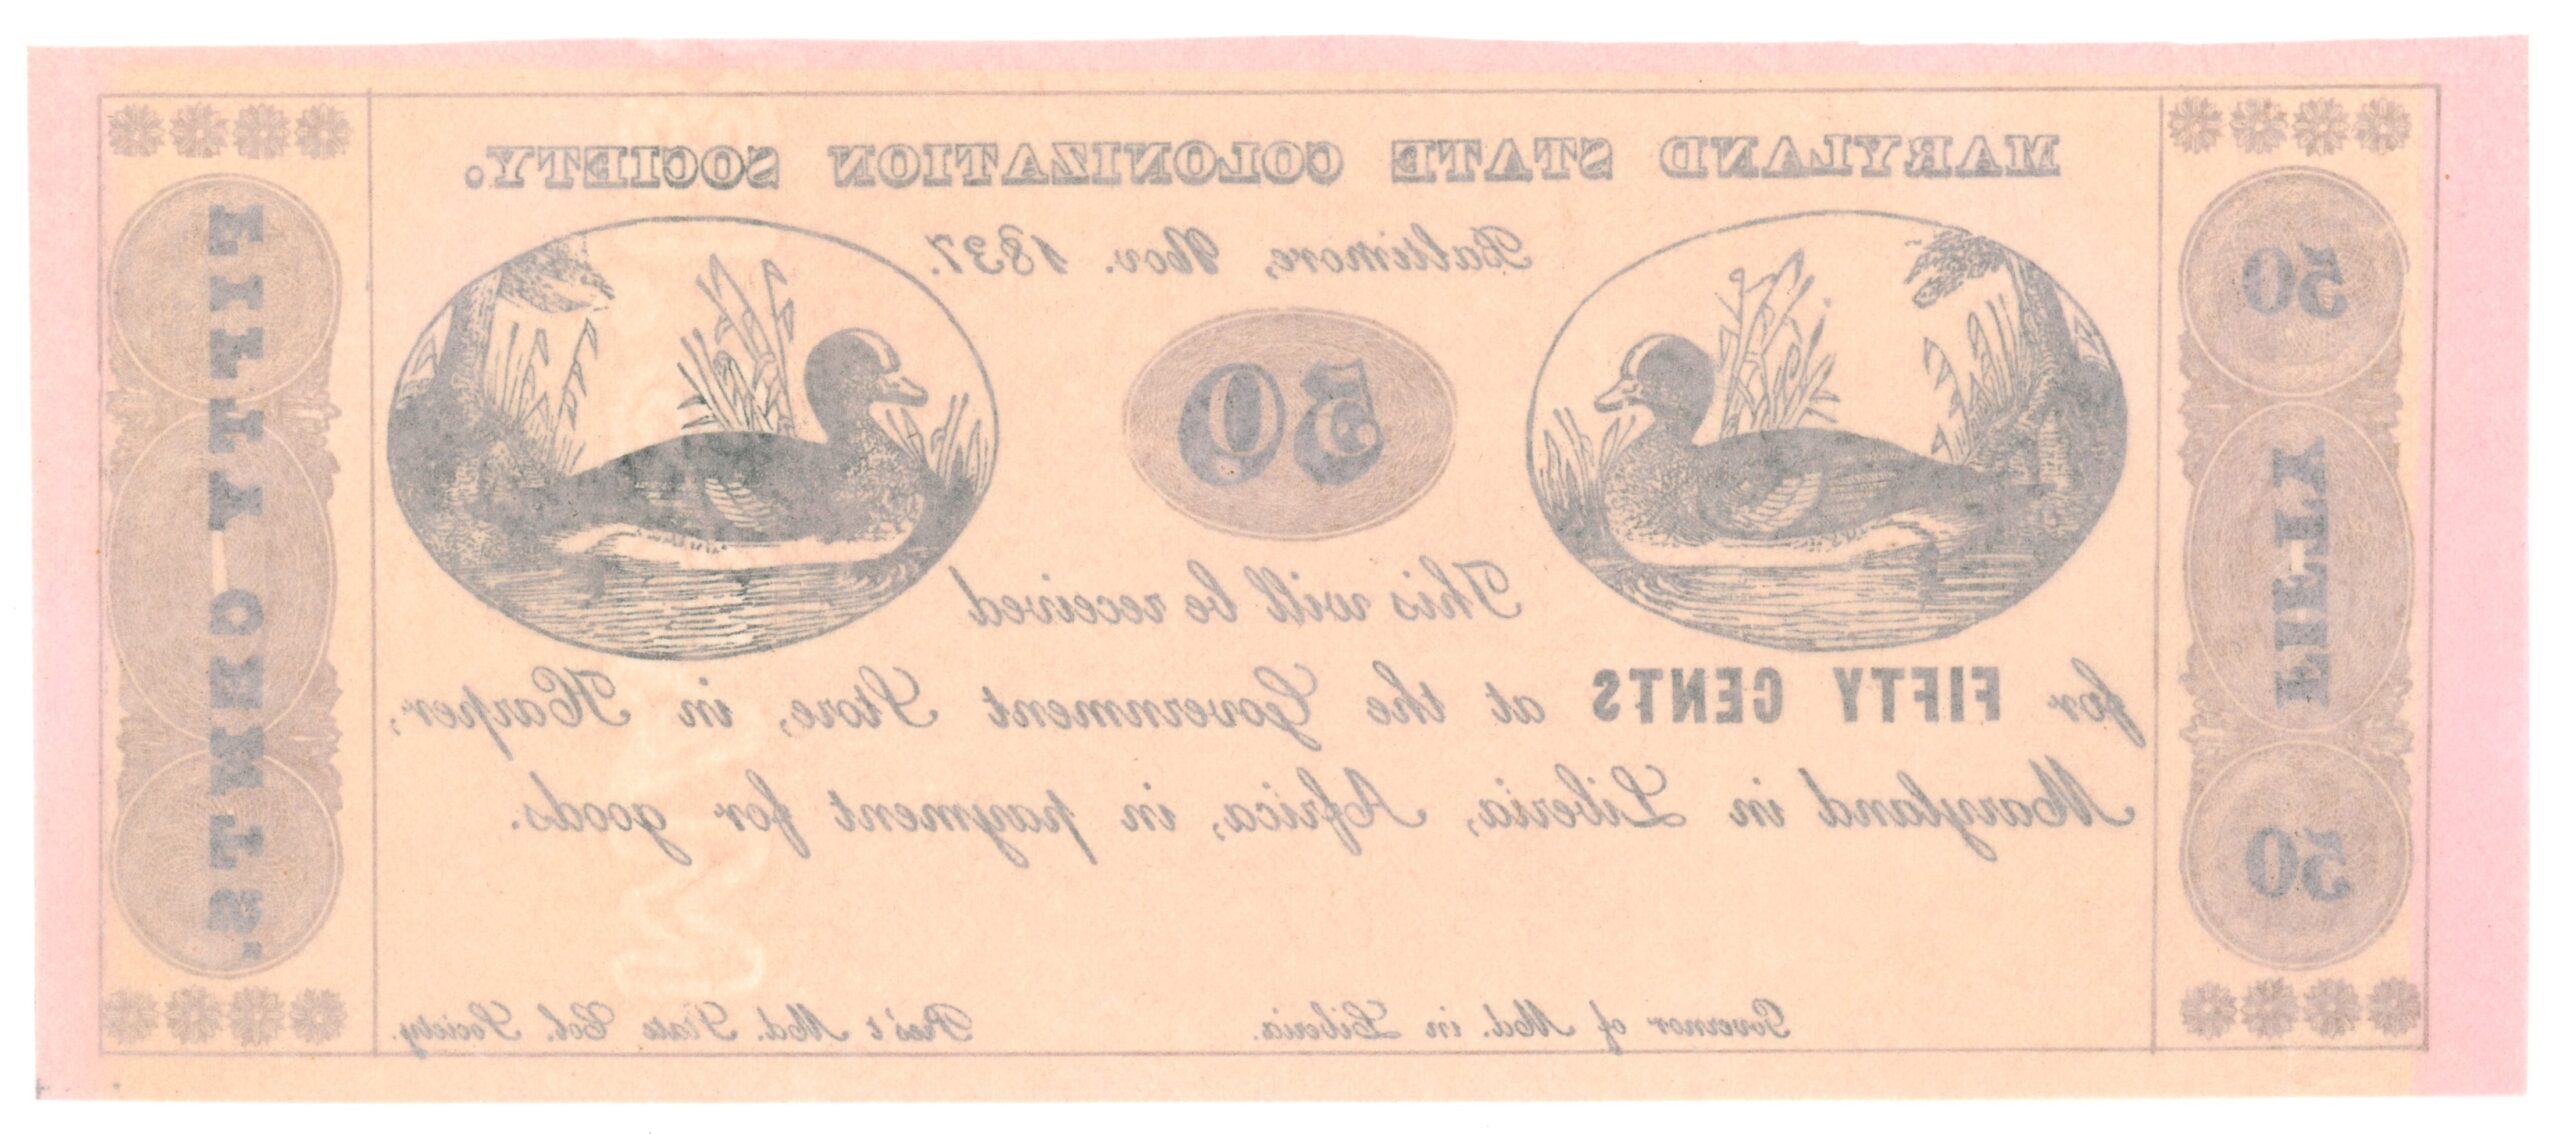 MARYLAND STATE COLONIZATION SOCIETY.
Baltimore, Nov. 1837.
50
This will be received
for FIFTY CENTS at the Government Store, in Harper,
Maryland in Liberia, Africa, in payment for goods.
Governor of Md. in Liberia.
Pres't Md. State Col. Society.
50
FIFTY
50
FIFTY CENTS.